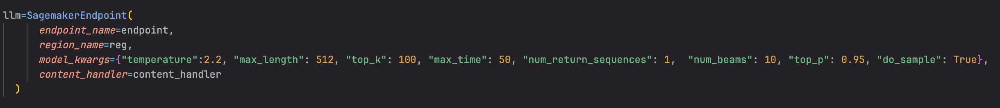 llm=SagemakerEndpoint(
endpoint_name=endpoint,
region_name=reg,
model_kwargs={"temperature":2.2, "max_length": 512, "top_k": 100, "max_time": 50, "num_return_sequences": 1,  "num_beams": 10, "top_p": 0.95, "do_sample": True},
content_handler=content_handler
)